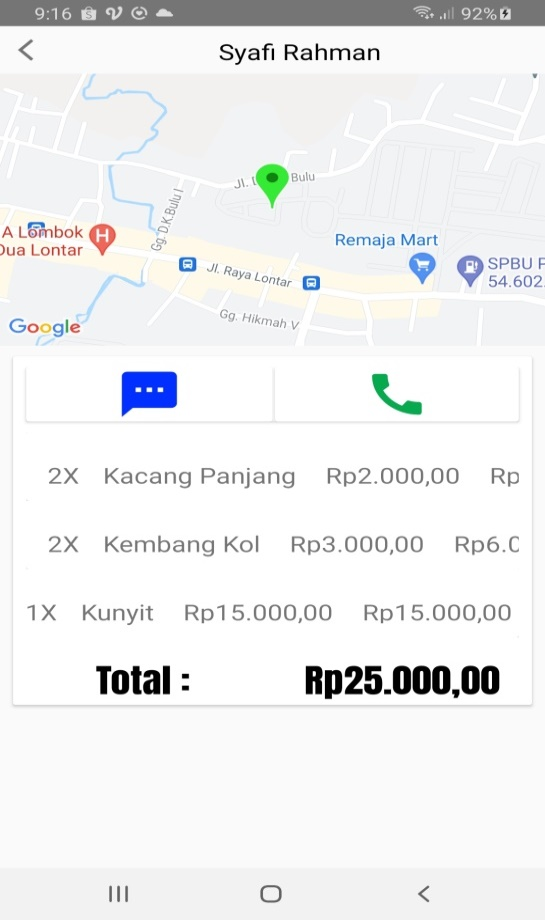 9:16 92%
Syafi Rahman
Jl. Bulu
Gg. D.K.Bulu I
A Lombok
Dua Lontar
H
Remaja Mart
SPBU P
54.602
Jl. Raya Lontar
Gg. Hikmah V
Google
2X Kacang Panjang Rp2.000,00 Rp
2X Kembang Kol Rp3.000,00 Rp6.0
1X Kunyit Rp15.000,00 Rp15.000,00
Total : Rp25.000,00